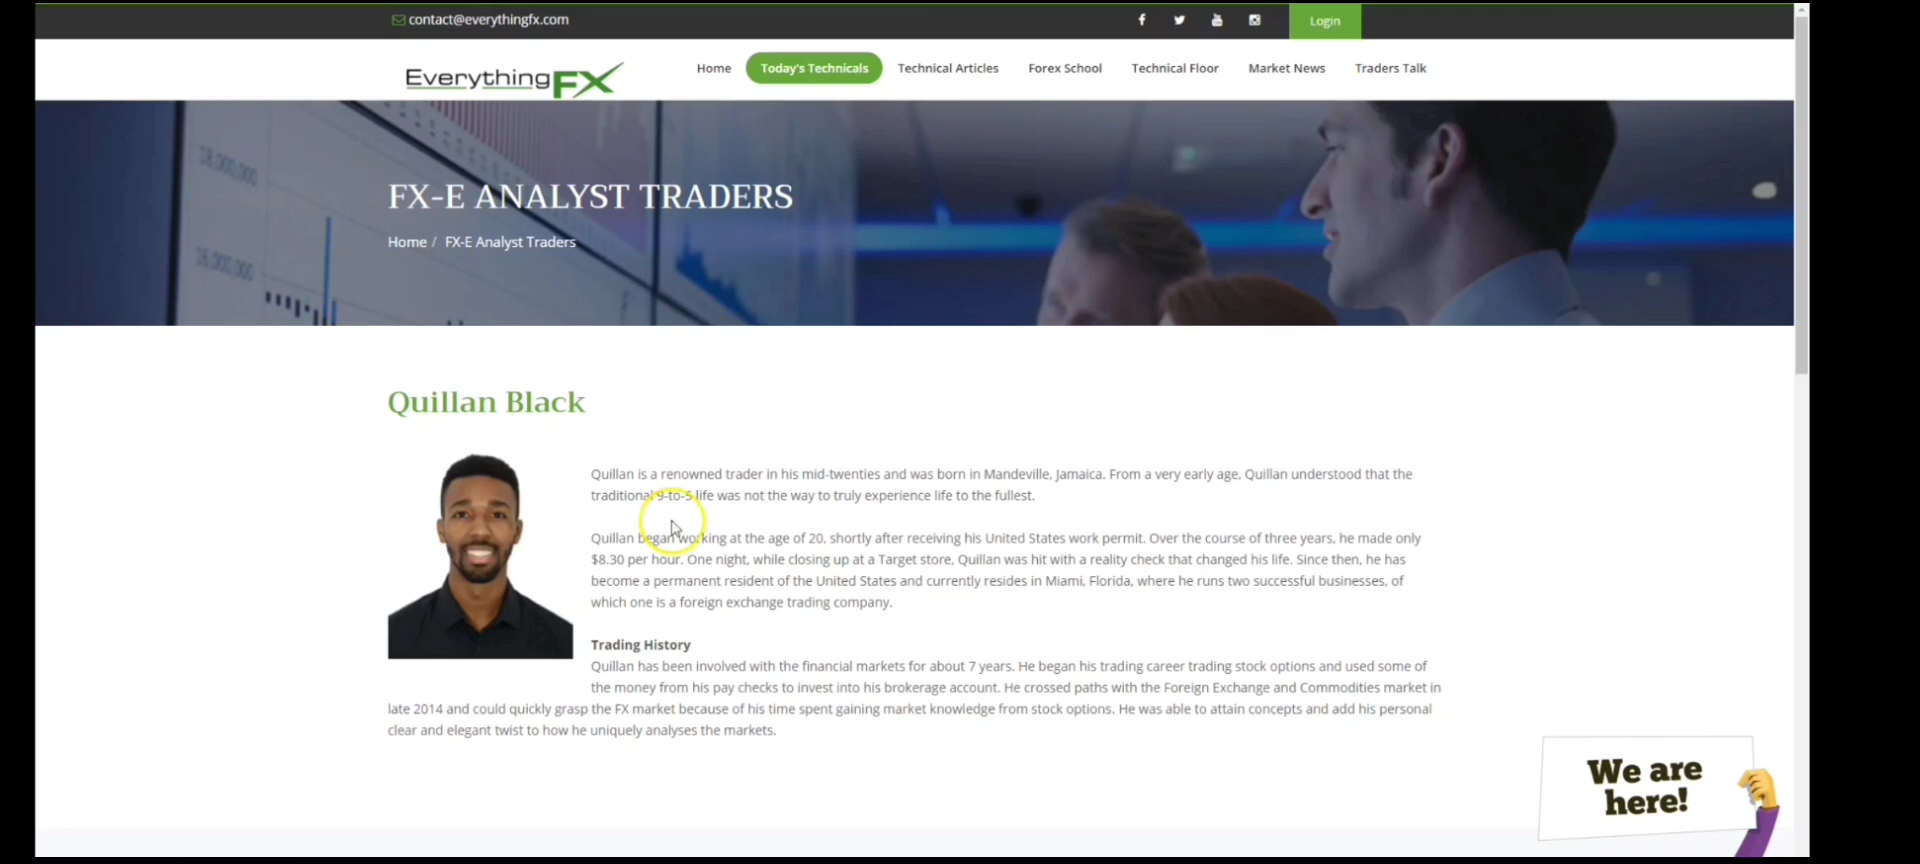 contact@everythingfx.com
Login
EverythingFX
Home
Today's Technicals
Technical Articles
Forex School
Technical Floor
Market News
Traders Talk
18,000,000
16,000,000
FX-E ANALYST TRADERS
Home / FX-E Analyst Traders
Quillan Black
Quillan is a renowned trader in his mid-twenties and was born in Mandeville, Jamaica. From a very early age, Quillan understood that the
traditional 9-to-5 life was not the way to truly experience life to the fullest.
Quillan began working at the age of 20, shortly after receiving his United States work permit. Over the course of three years, he made only
$8.30 per hour. One night, while closing up at a Target store, Quillan was hit with a reality check that changed his life. Since then, he has
become a permanent resident of the United States and currently resides in Miami, Florida, where he runs two successful businesses, of
which one is a foreign exchange trading company.
Trading History
Quillan has been involved with the financial markets for about 7 years. He began his trading career trading stock options and used some of
the money from his pay checks to invest into his brokerage account. He crossed paths with the Foreign Exchange and Commodities market in
late 2014 and could quickly grasp the FX market because of his time spent gaining market knowledge from stock options. He was able to attain concepts and add his personal
clear and elegant twist to how he uniquely analyses the markets.
We are
here!